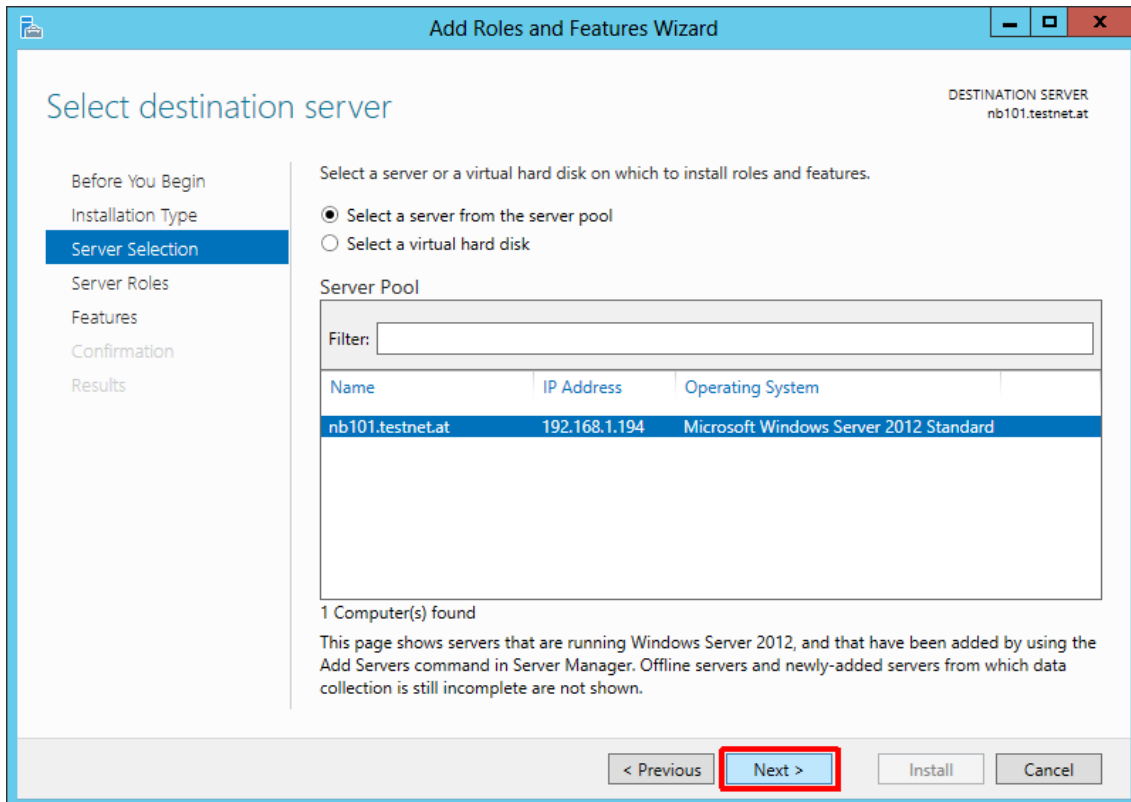 Add Roles and Features Wizard
Select destination server
DESTINATION SERVER
nb101.testnet.at
Before You Begin
Installation Type
Server Selection
Server Roles
Features
Confirmation
Results
Select a server or a virtual hard disk on which to install roles and features.
Select a server from the server pool
Select a virtual hard disk
Server Pool
Filter:
Name IP Address Operating System
nb101.testnet.at 192.168.1.194 Microsoft Windows Server 2012 Standard
1 Computer(s) found
This page shows servers that are running Windows Server 2012, and that have been added by using the
Add Servers command in Server Manager. Offline servers and newly-added servers from which data
collection is still incomplete are not shown.
< Previous Next > Install Cancel